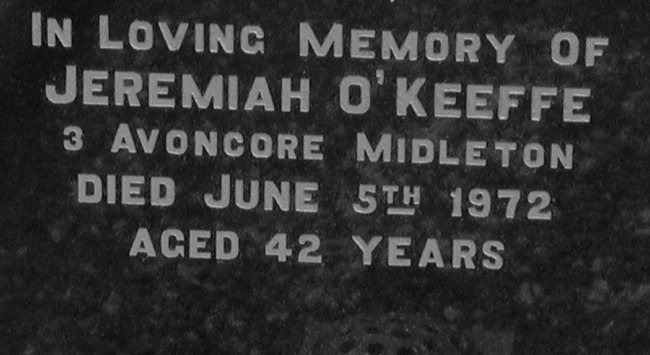 In Loving Memory Of
Jeremiah O'Keeffe
3 Avoncore Midleton
Died June 5th 1972
Aged 42 Years